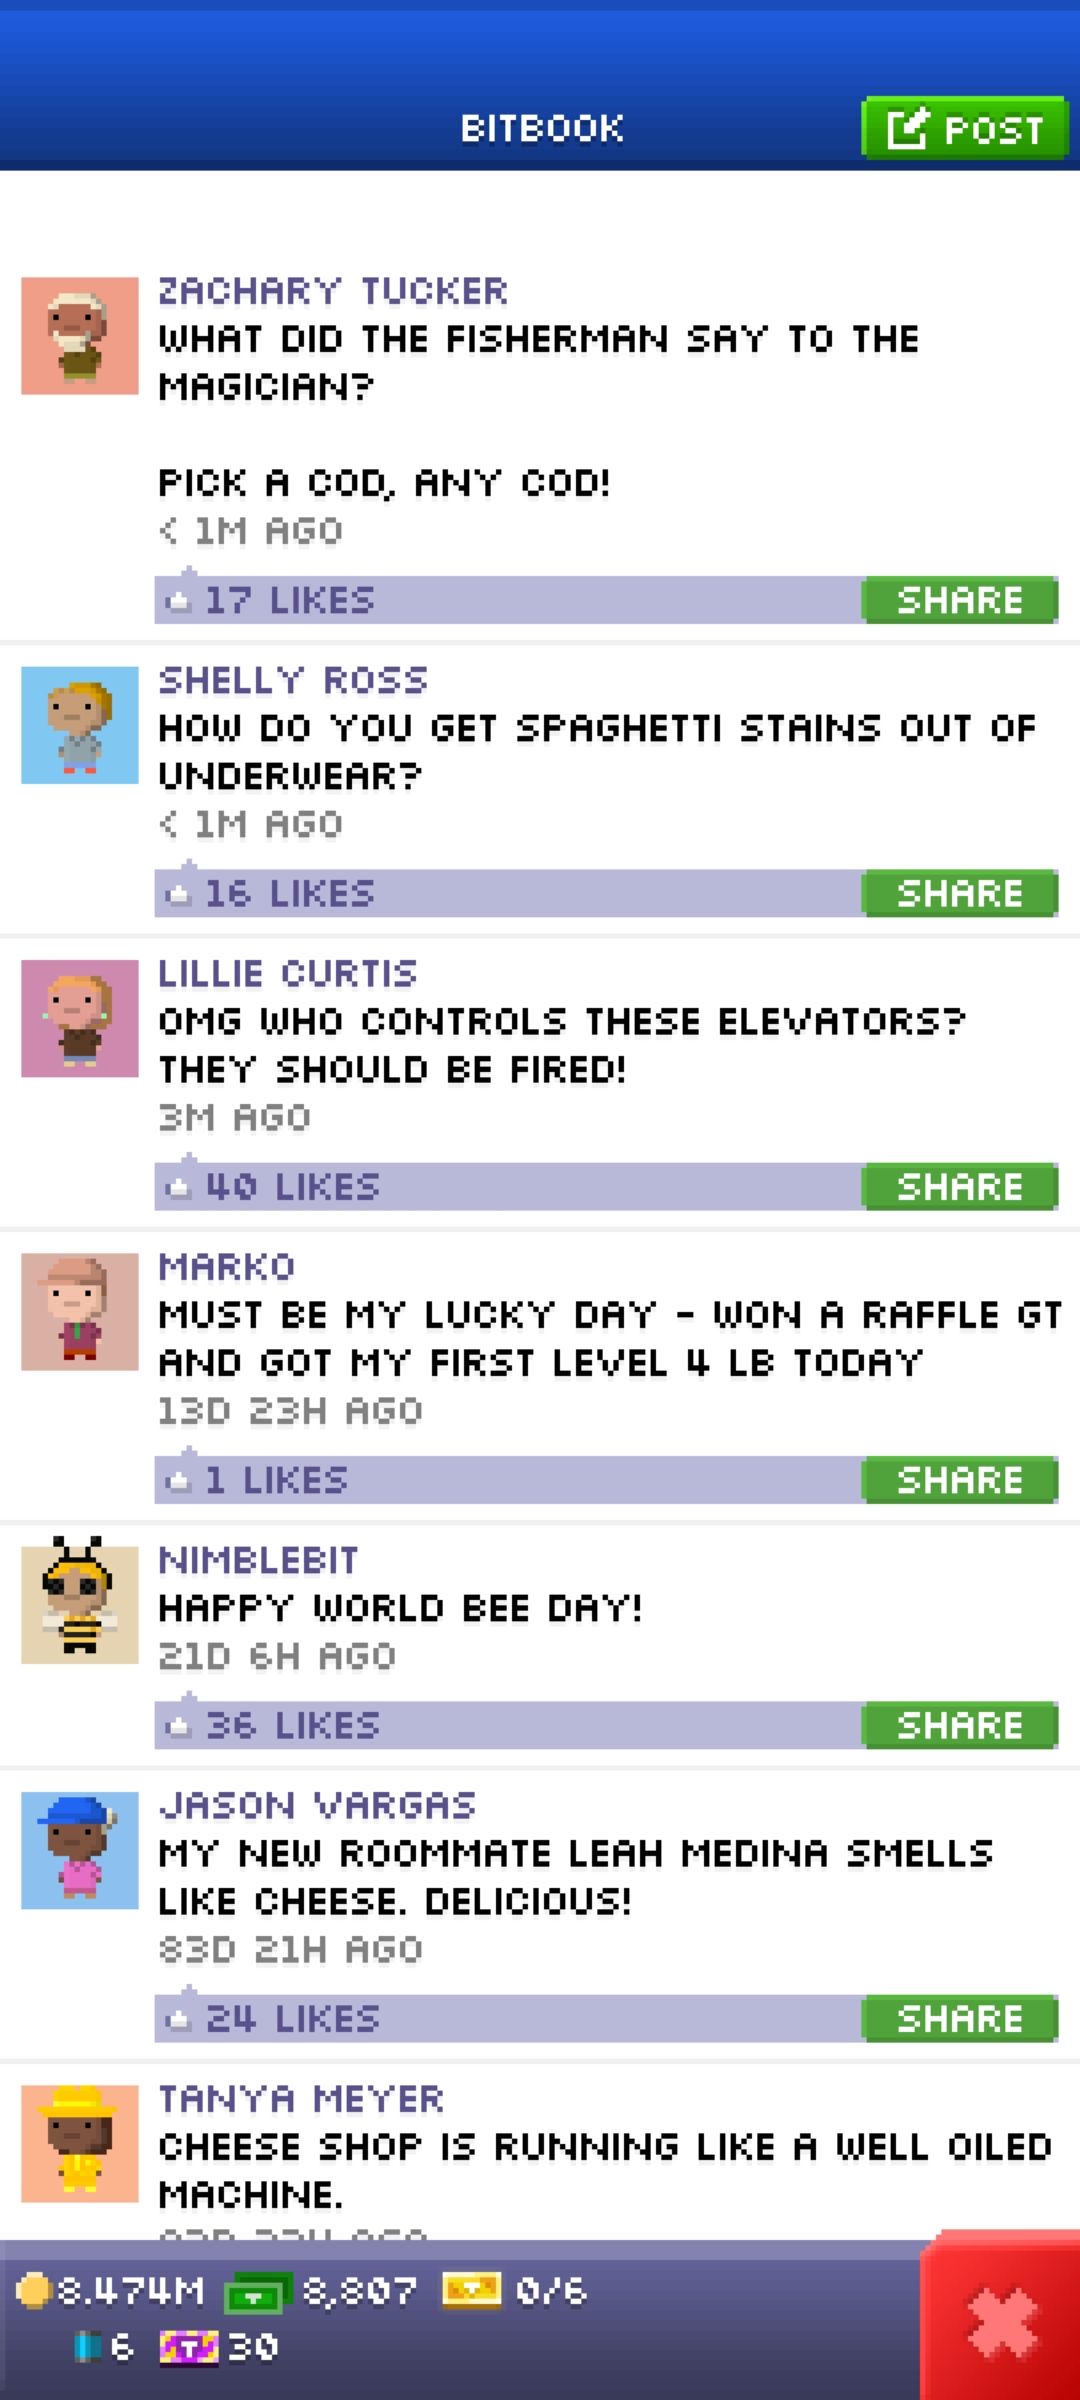 BITBOOK
POST
ZACHARY TUCKER
WHAT DID THE FISHERMAN SAY TO THE
MAGICIAN?
PICK A COD, ANY COD!
< 1M AGO
17 LIKES
SHARE
SHELLY ROSS
HOW DO YOU GET SPAGHETTI STAINS OUT OF
UNDERWEAR?
< 1M AGO
16 LIKES
SHARE
LILLIE CURTIS
OMG WHO CONTROLS THESE ELEVATORS?
THEY SHOULD BE FIRED!
3M AGO
40 LIKES
SHARE
MARKO
MUST BE MY LUCKY DAY - WON A RAFFLE GT
AND GOT MY FIRST LEVEL 4 LB TODAY
13D 23H AGO
1 LIKES
SHARE
NIMBLEBIT
HAPPY WORLD BEE DAY!
21D 6H AGO
36 LIKES
SHARE
JASON VARGAS
MY NEW ROOMMATE LEAH MEDINA SMELLS
LIKE CHEESE. DELICIOUS!
83D 21H AGO
24 LIKES
SHARE
TANYA MEYER
CHEESE SHOP IS RUNNING LIKE A WELL OILED
MACHINE.
AGO
8.474M 8,807 0/6
6 T 30